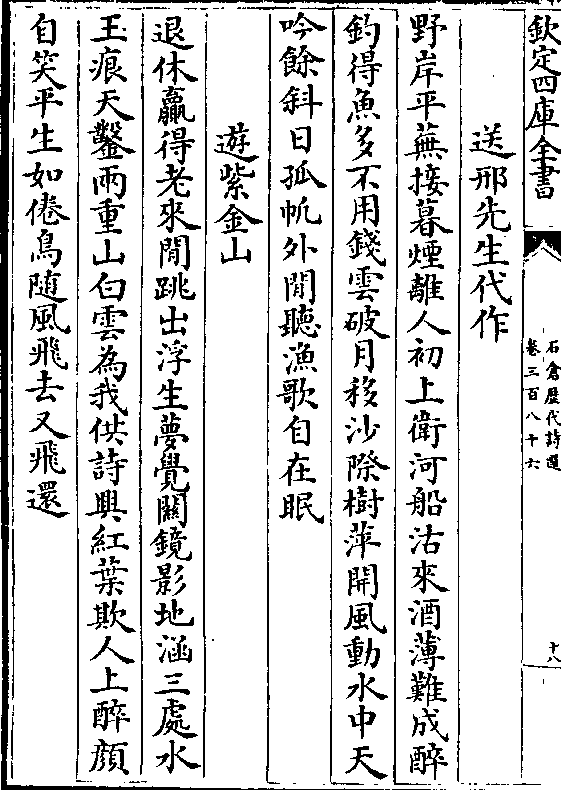 欽定四庫全書
石倉歷代詩選
卷三百八十六
十八
送邢先生代作
野岸平蕪接暮煙離人初上衛河船沽來酒薄難成醉
釣得魚多不用錢雲破月移沙際樹萍開風動水中天
吟餘斜日孤帆外閒聽漁歌自在眠
遊紫金山
退休贏得老來閒跳出浮生夢覺關鏡影地涵三處水
王痕天鑿兩重山白雲為我供詩興紅葉欺人上醉顔
自笑平生如倦鳥随風飛去又飛還